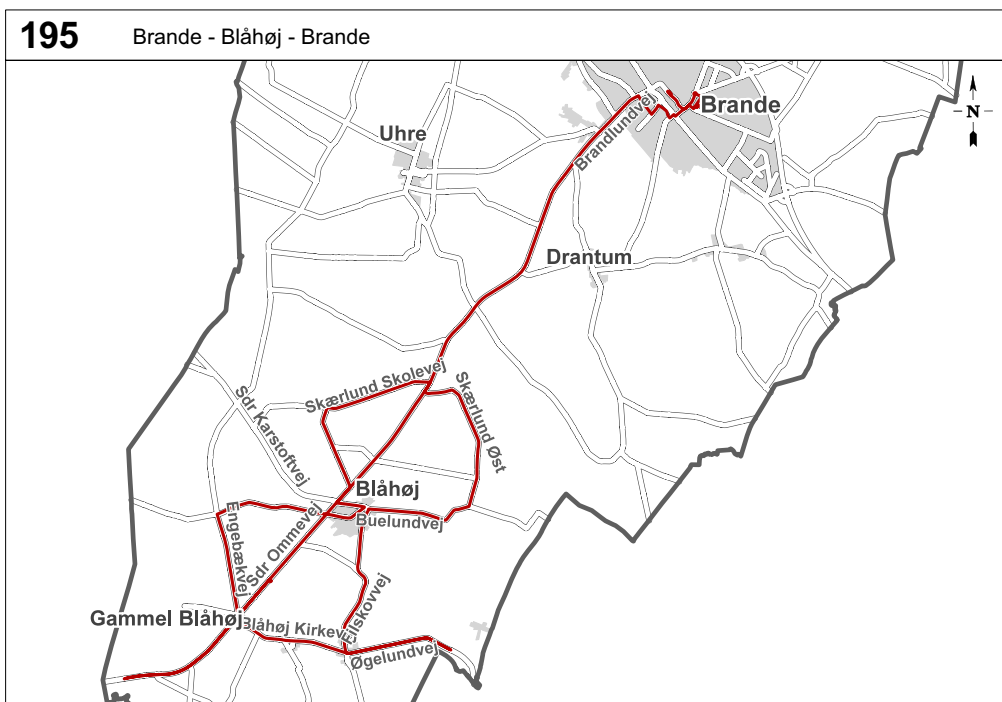 195 Brande - Blåhøj - Brande
Brande
N
Brandlundvej
Uhre
Drantum
Skærlund Skolevej
Skærlund Øst
Sdr Karstoftvej
Blåhøj
Buelundvej
Engebækvej
Sdr Ommevej
Gammel Blåhøj
Blåhøj Kirkevej
Ellskovvej
Øgelundvej